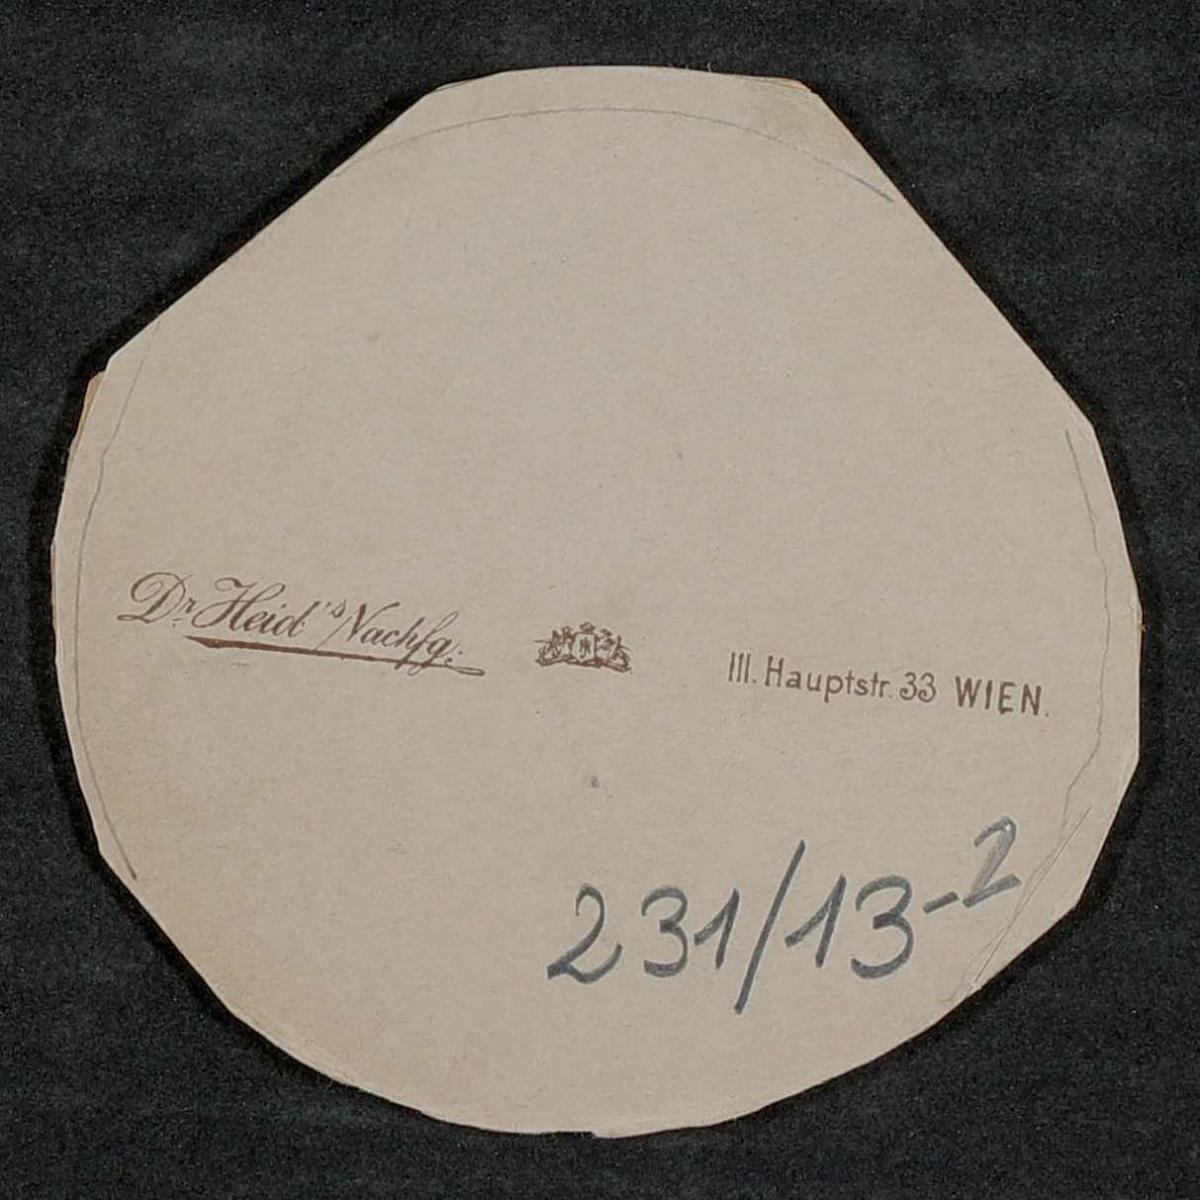 Dr Heid's Nachfg.
III. Hauptstr. 33 WIEN.
231/13-2